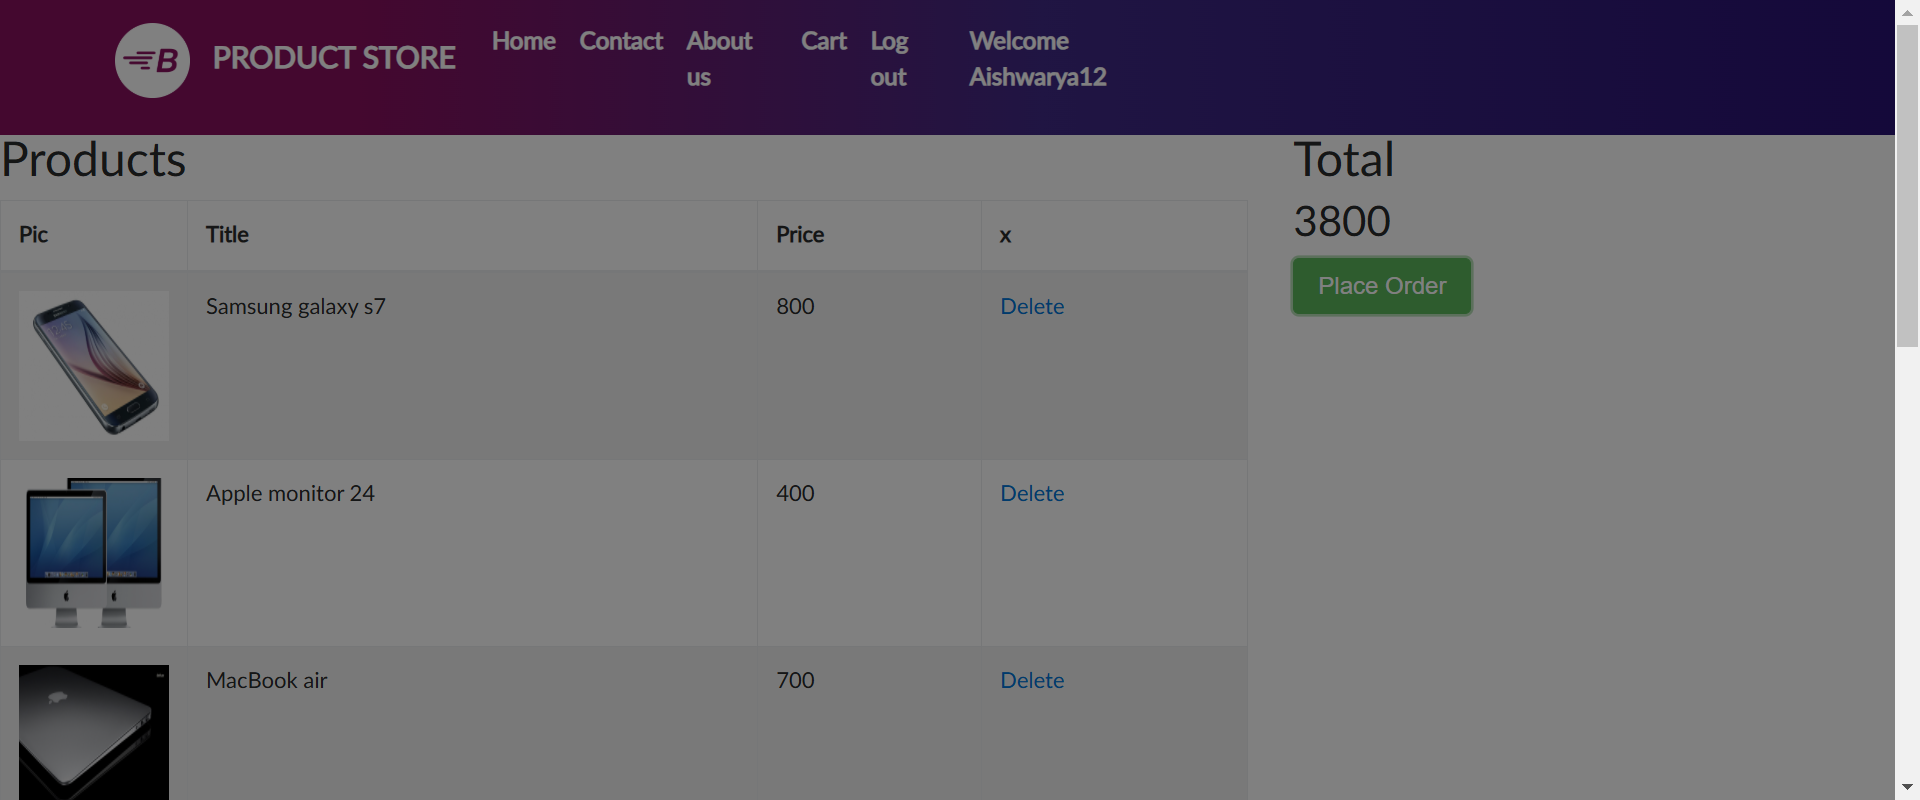 B PRODUCT STORE Home Contact About us Cart Log out Welcome Aishwarya12
Products
Total
3800
Place Order
Pic Title Price x
Samsung galaxy s7 800 Delete
Apple monitor 24 400 Delete
MacBook air 700 Delete